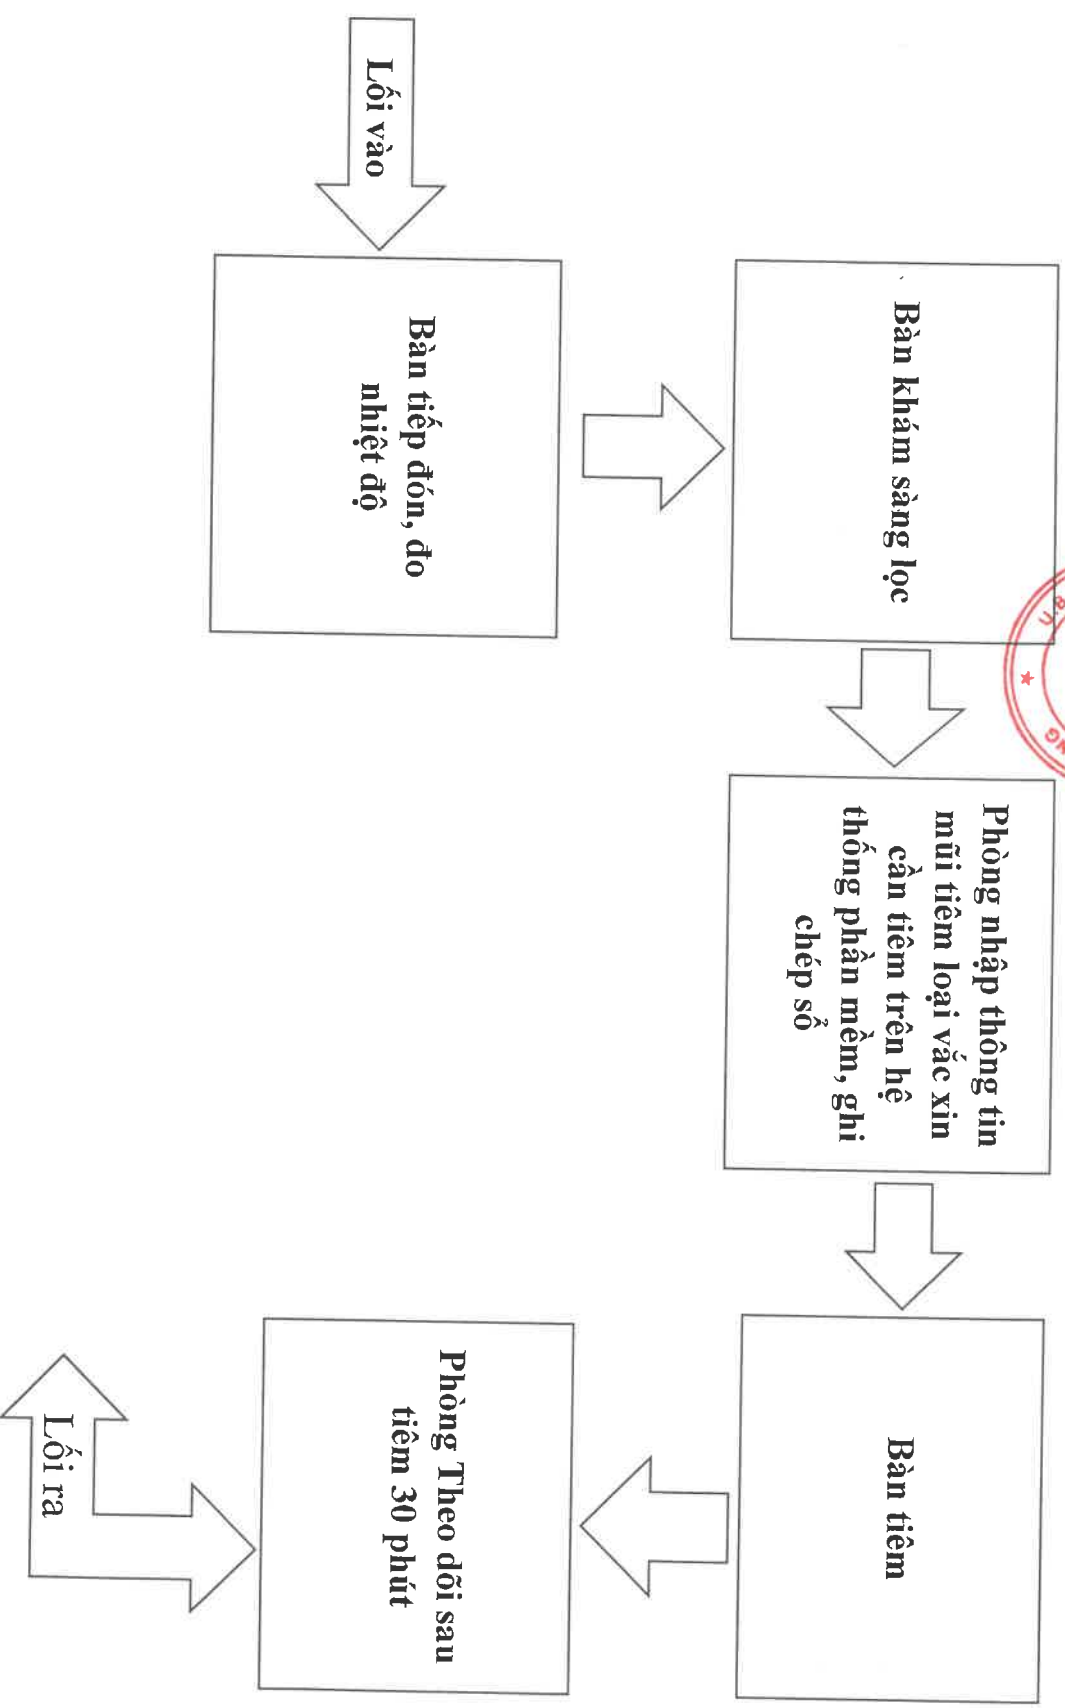 Lối vào
Bàn tiếp đón, đo
nhiệt độ
Bàn khám sàng lọc
Phòng nhập thông tin
mũi tiêm loại vắc xin
cần tiêm trên hệ
thống phần mềm, ghi
chép sổ
Bàn tiêm
Phòng Theo dõi sau
tiêm 30 phút
Lối ra
U.B